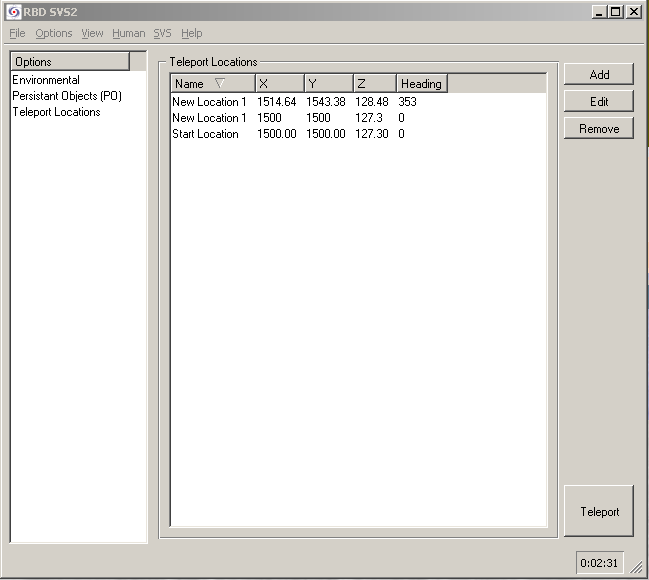 RBD SVS2
File Options View Human SVS Help
Options
Environmental
Persistant Objects (PO)
Teleport Locations
Teleport Locations
Name X Y Z Heading
New Location 1 1514.64 1543.38 128.48 353
New Location 1 1500 1500 127.3 0
Start Location 1500.00 1500.00 127.30 0
Add
Edit
Remove
Teleport
0:02:31